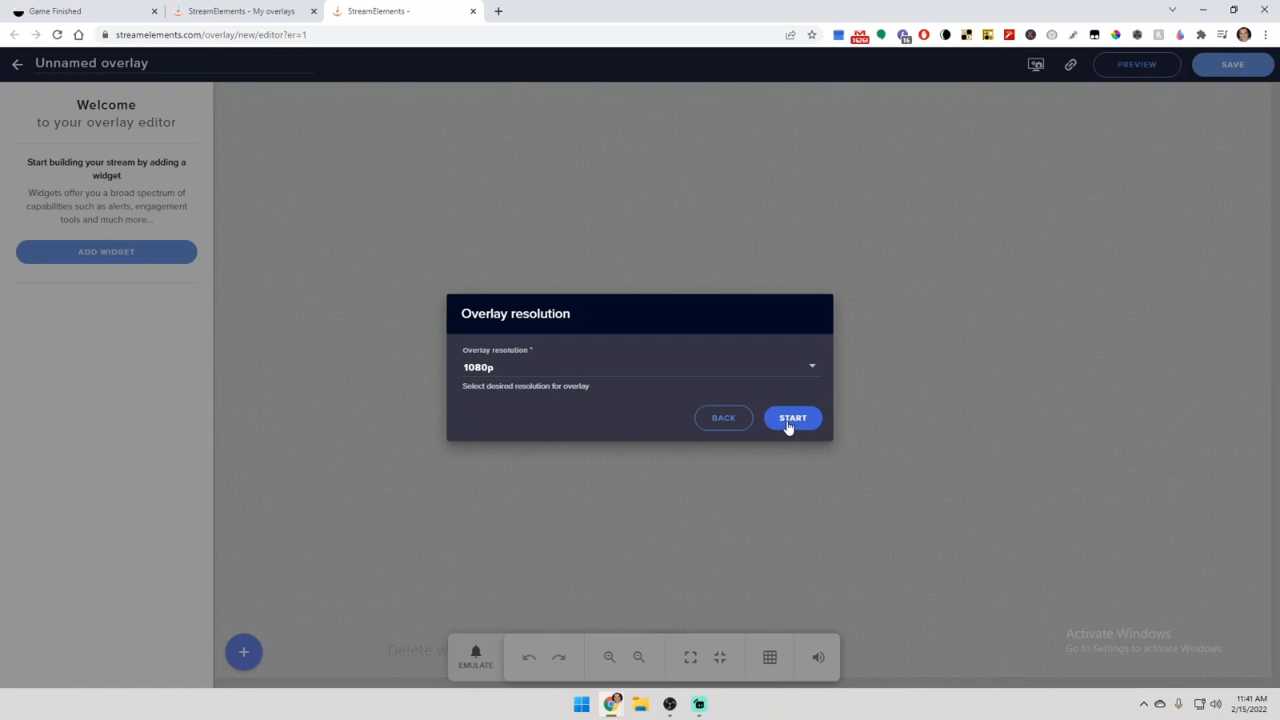 Game Finished
StreamElements - My overlays
StreamElements -
streamelements.com/overlay/new/editor?er=1
Unnamed overlay
PREVIEW
SAVE
Welcome
to your overlay editor
Start building your stream by adding a
widget
Widgets offer you a broad spectrum of
capabilities such as alerts, engagement
tools and much more...
ADD WIDGET
Overlay resolution
Overlay resolution *
1080p
Select desired resolution for overlay
BACK
START
Delete w
EMULATE
Activate Windows
Go to Settings to activate Windows.
11:41 AM
2/15/2022